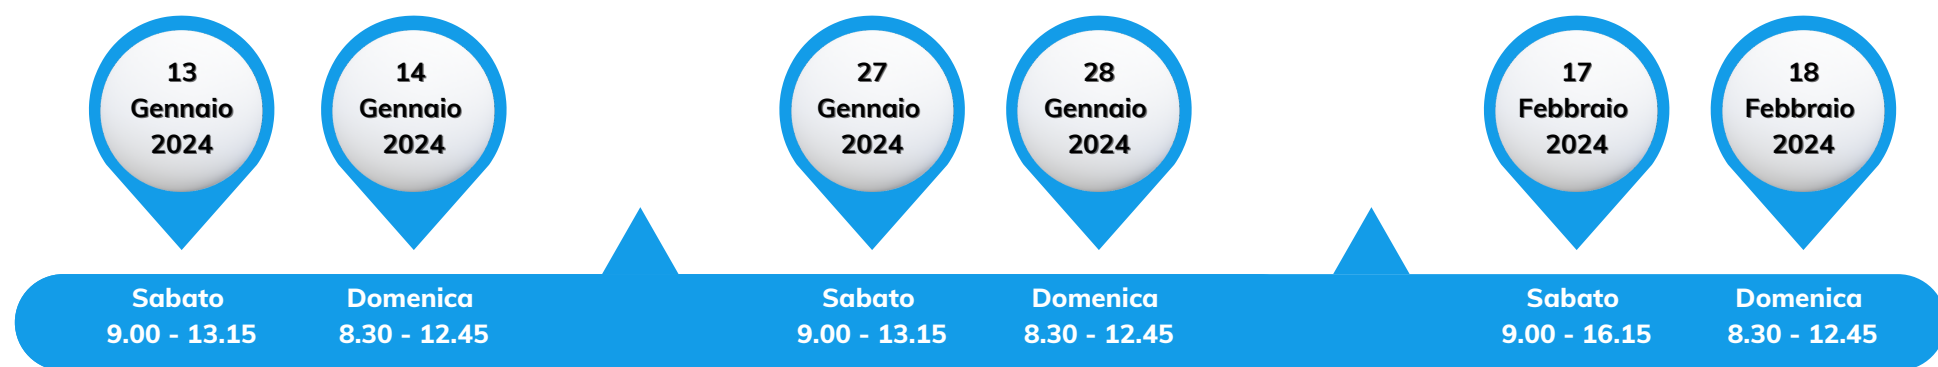 13
Gennaio
2024
14
Gennaio
2024
27
Gennaio
2024
28
Gennaio
2024
17
Febbraio
2024
18
Febbraio
2024
Sabato
9.00 - 13.15
Domenica
8.30 - 12.45
Sabato
9.00 - 13.15
Domenica
8.30 - 12.45
Sabato
9.00 - 16.15
Domenica
8.30 - 12.45